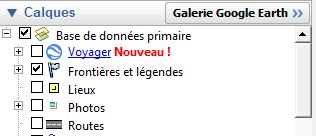 Calques Galerie Google Earth >>
Base de données primaire
Voyager Nouveau !
Frontières et légendes
Lieux
Photos
Routes